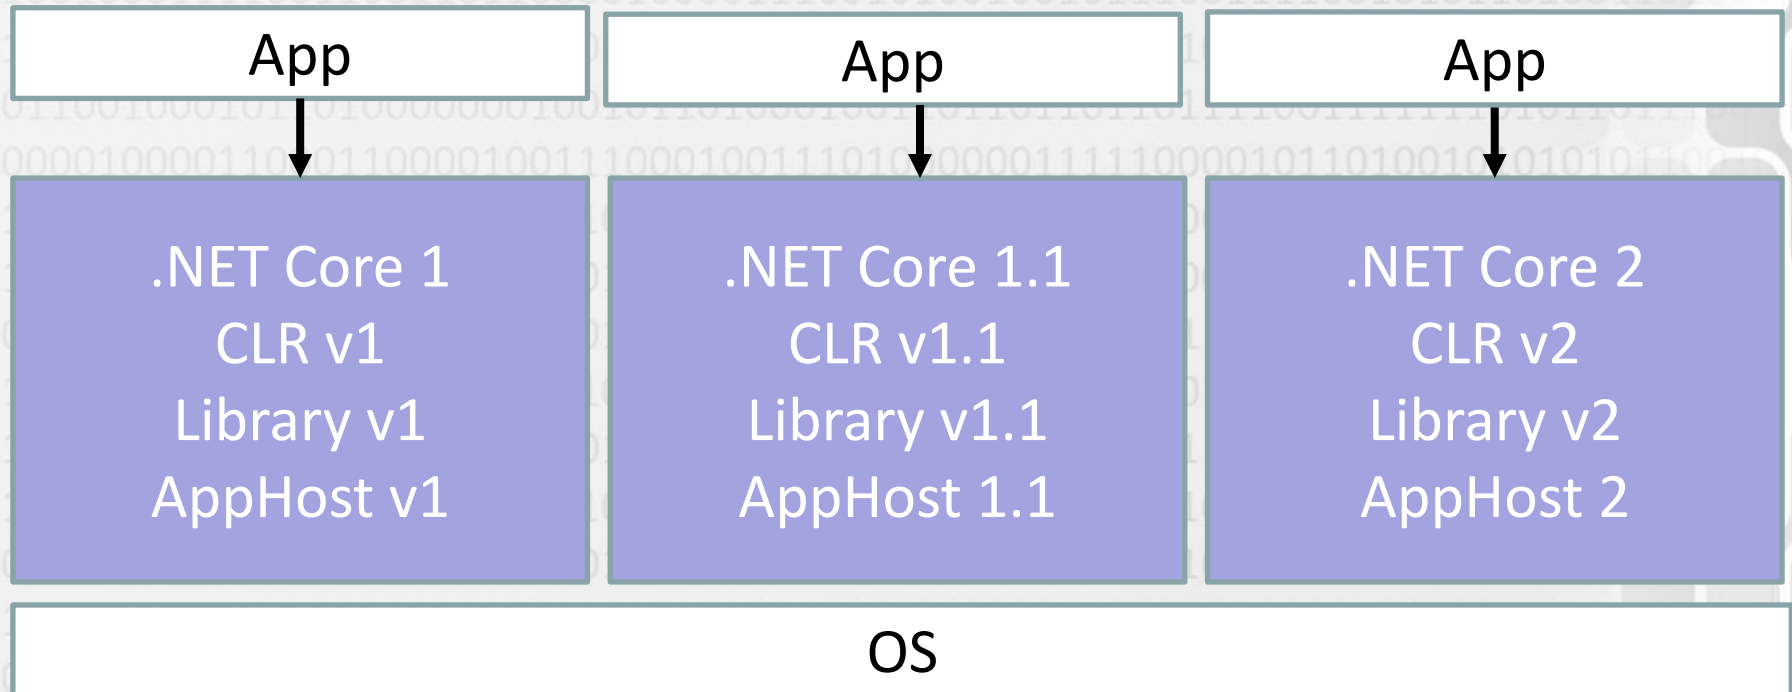 App
App
App
.NET Core 1
CLR v1
Library v1
AppHost v1
.NET Core 1.1
CLR v1.1
Library v1.1
AppHost 1.1
.NET Core 2
CLR v2
Library v2
AppHost 2
OS